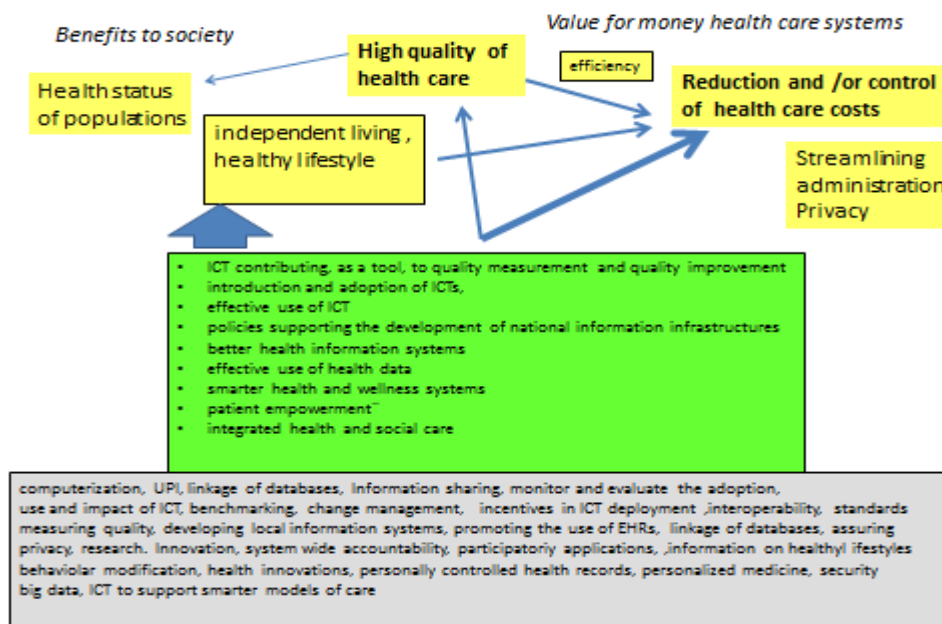 Benefits to society
Value for money health care systems
High quality of
health care
efficiency
Health status
of populations
Reduction and /or control
of health care costs
independent living ,
healthy lifestyle
Streamlining
administration
Privacy
• ICT contributing, as a tool, to quality measurement and quality improvement
• introduction and adoption of ICTs,
• effective use of ICT
• policies supporting the development of national information infrastructures
• better health information systems
• effective use of health data
• smarter health and wellness systems
• patient empowerment¨
• integrated health and social care
computerization, UPI, linkage of databases, Information sharing, monitor and evaluate the adoption,
use and impact of ICT, benchmarking, change management, incentives in ICT deployment ,interoperability, standards
measuring quality, developing local information systems, promoting the use of EHRs, linkage of databases, assuring
privacy, research. Innovation, system wide accountability, participatoriy applications, ,information on healthyl ifestyles
behaviolar modification, health innovations, personally controlled health records, personalized medicine, security
big data, ICT to support smarter models of care